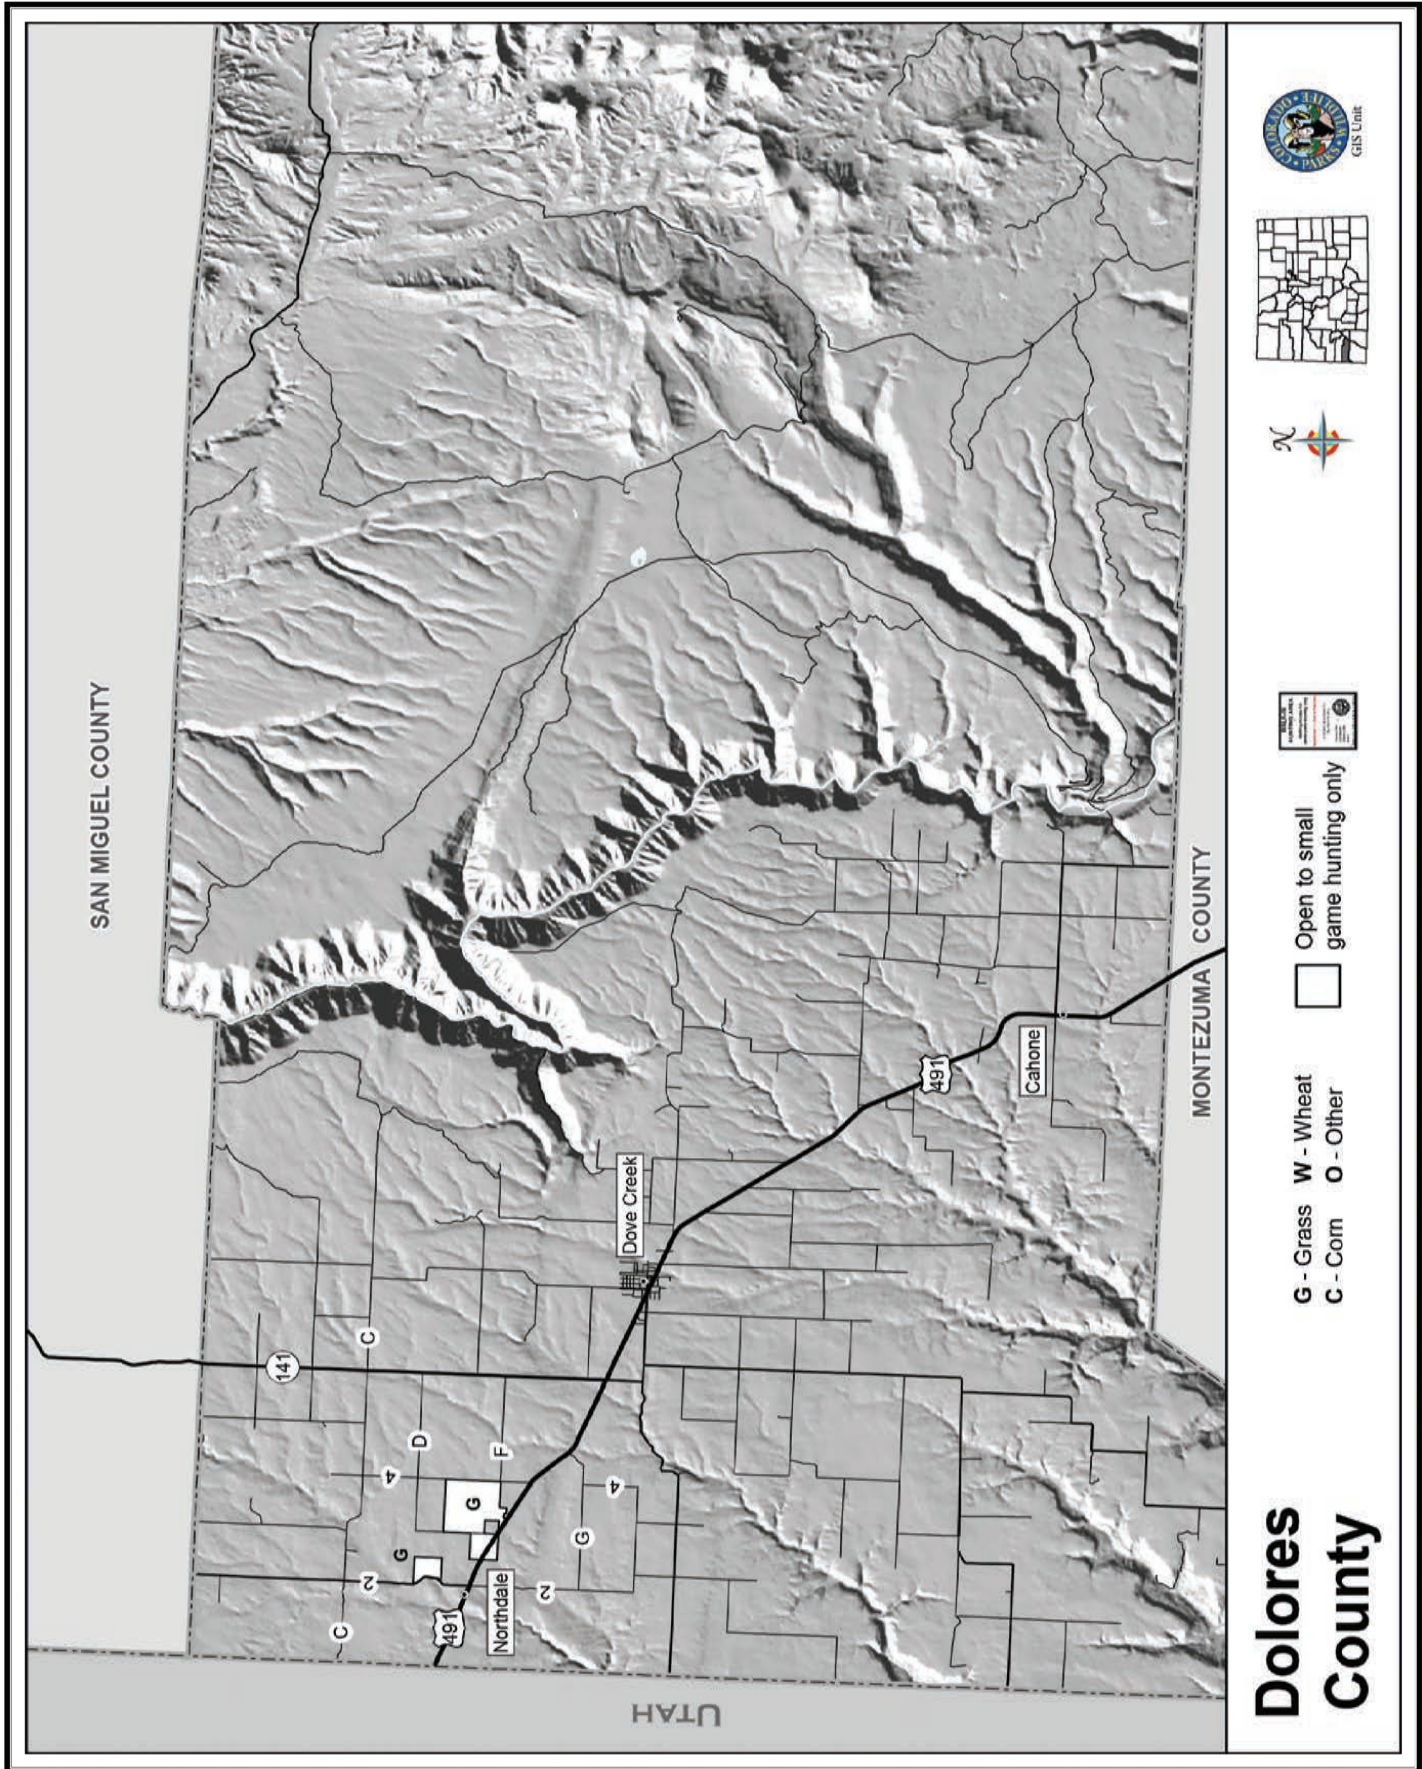 SAN MIGUEL COUNTY
UTAH
MONTEZUMA COUNTY
141
C
C
D
4
F
G
G
2
4
G
2
491
Northdale
Dove Creek
491
Cahone
Dolores
County
G - Grass W - Wheat
C - Corn O - Other
Open to small
game hunting only
N
COLORADO
PARKS • WILDLIFE
GIS Unit